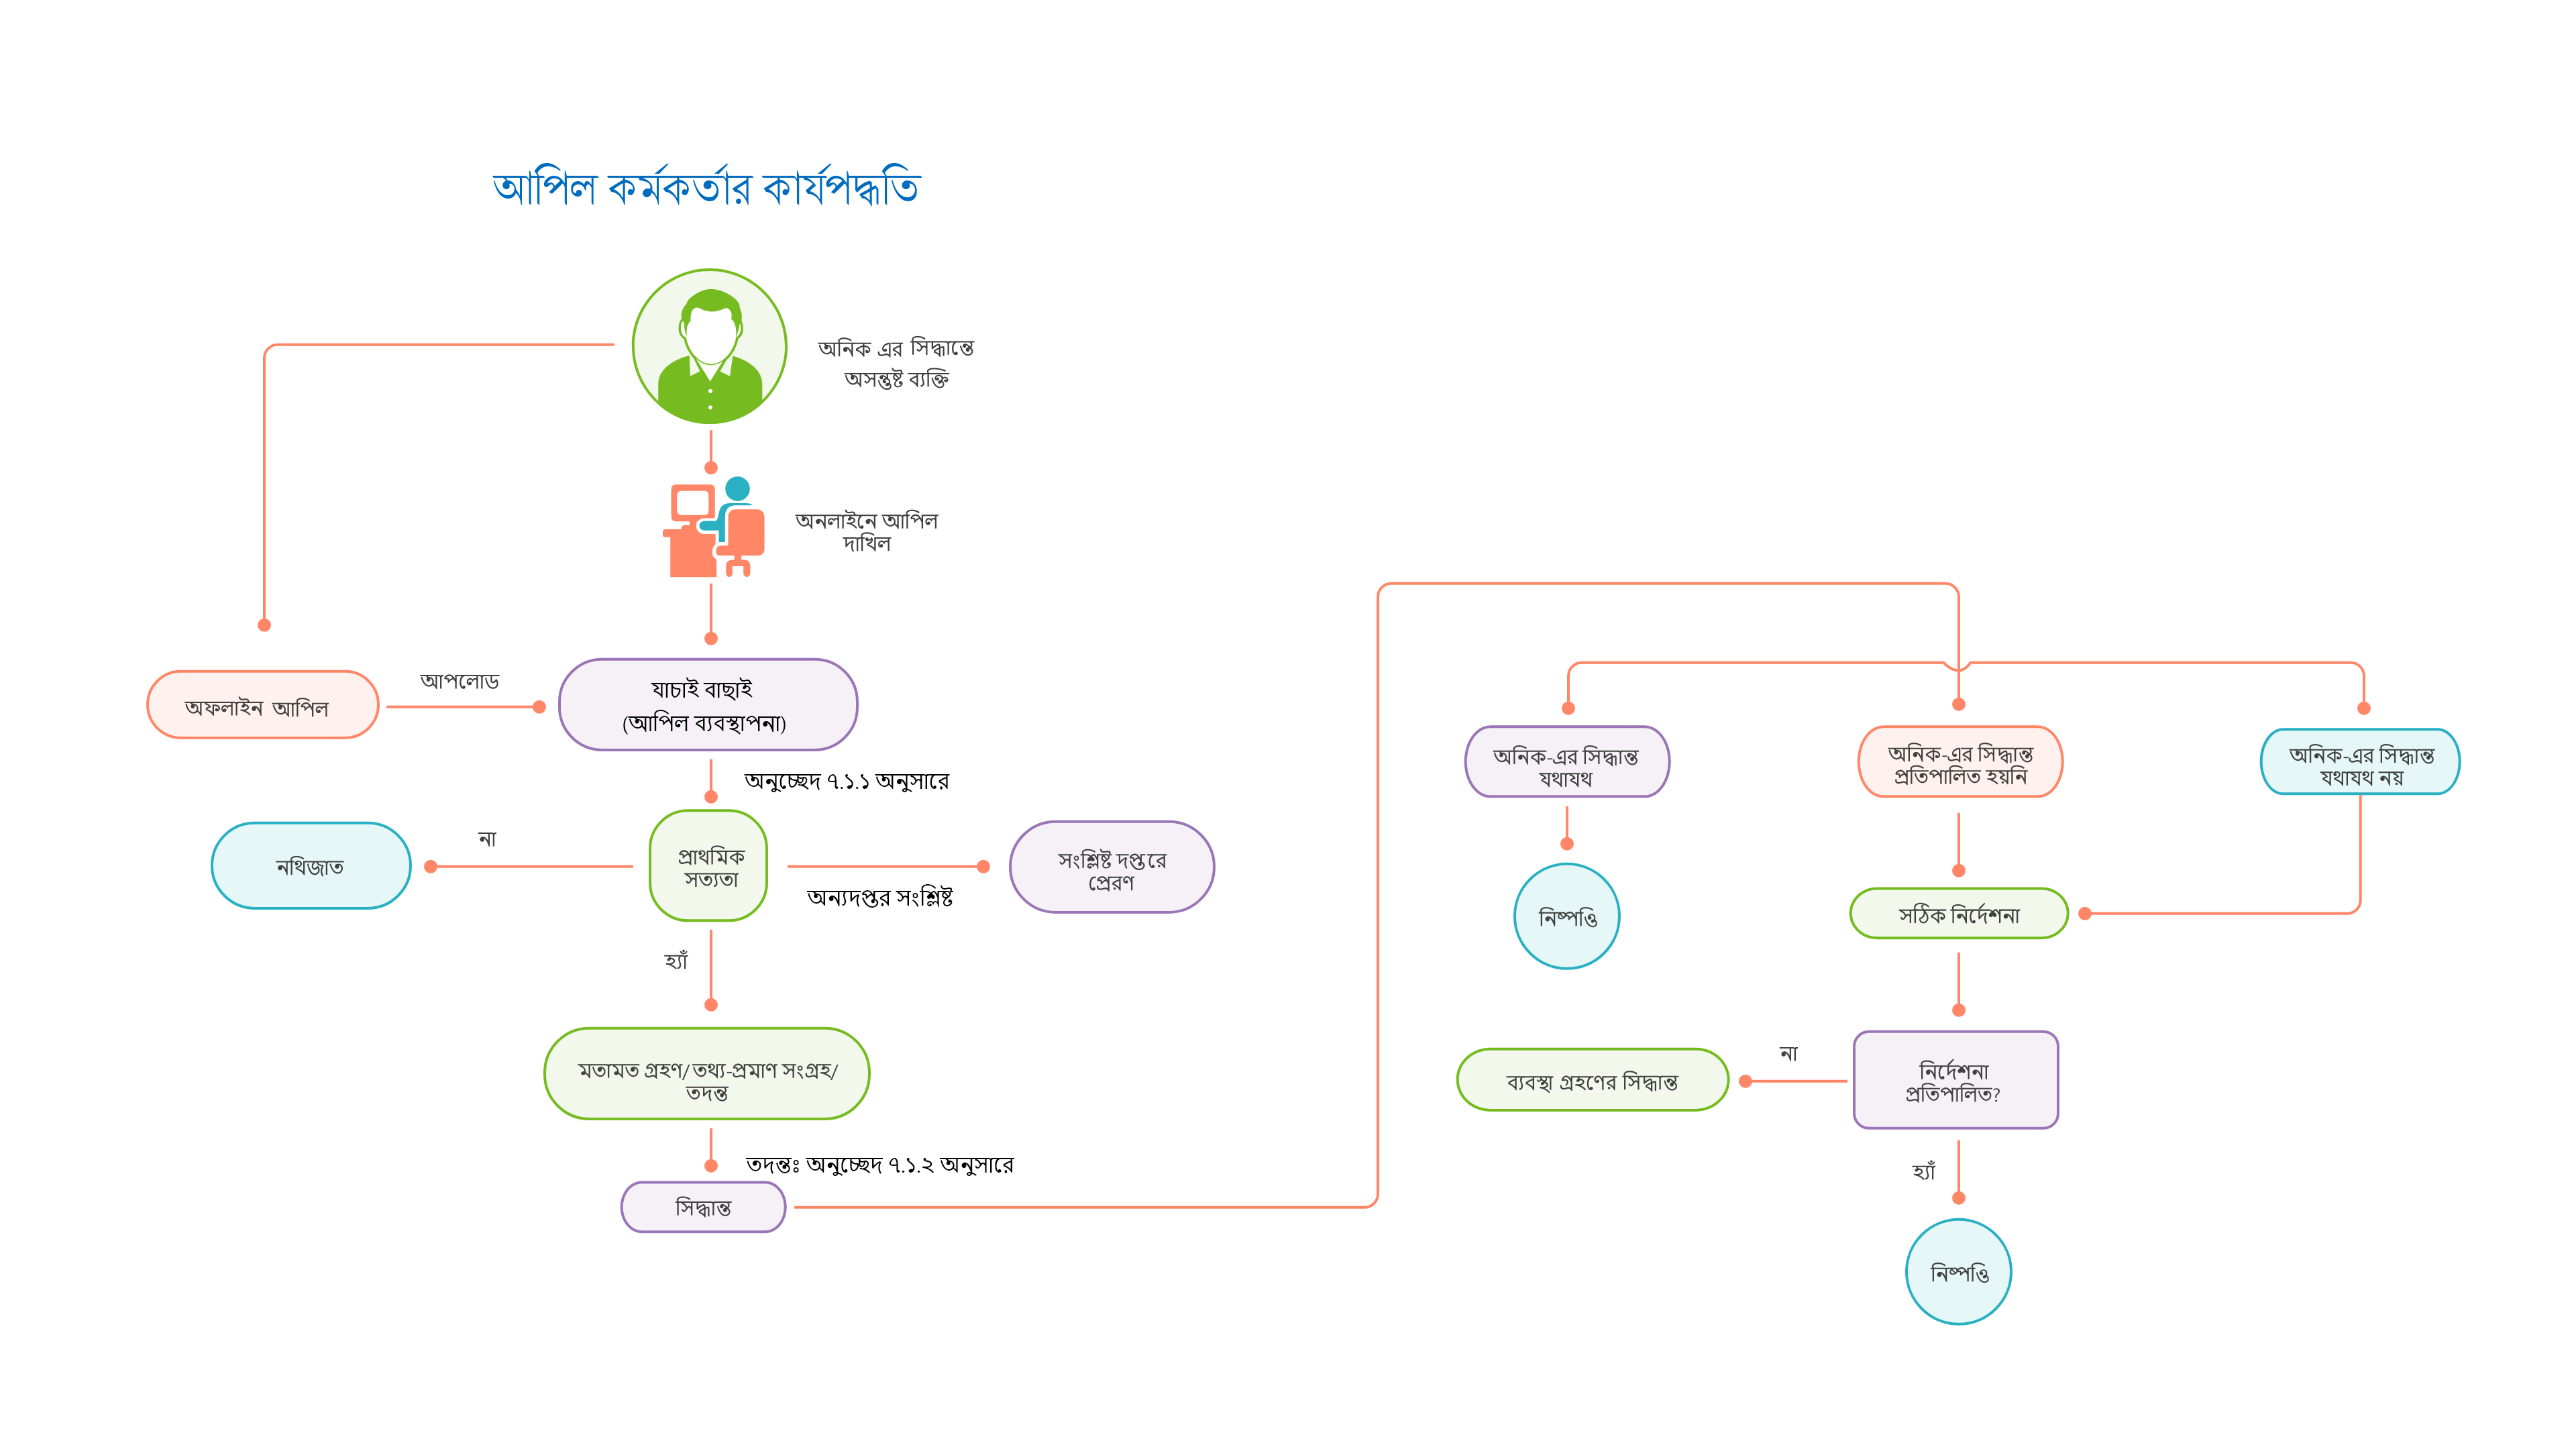 আপিল কর্মকর্তার কার্যপদ্ধতি
অনিক এর সিদ্ধান্তে
অসন্তুষ্ট ব্যক্তি
অনলাইনে আপিল
দাখিল
অফলাইন আপিল
আপলোড
যাচাই বাছাই
(আপিল ব্যবস্থাপনা)
অনুচ্ছেদ ৭.১.১ অনুসারে
নথিজাত
না
প্রাথমিক
সত্যতা
অন্যদপ্তর সংশ্লিষ্ট
সংশ্লিষ্ট দপ্তরে
প্রেরণ
হ্যাঁ
মতামত গ্রহণ/তথ্য-প্রমাণ সংগ্রহ/
তদন্ত
তদন্তঃ অনুচ্ছেদ ৭.১.২ অনুসারে
সিদ্ধান্ত
অনিক-এর সিদ্ধান্ত
যথাযথ
অনিক-এর সিদ্ধান্ত
প্রতিপালিত হয়নি
অনিক-এর সিদ্ধান্ত
যথাযথ নয়
নিষ্পত্তি
সঠিক নির্দেশনা
ব্যবস্থা গ্রহণের সিদ্ধান্ত
না
নির্দেশনা
প্রতিপালিত?
হ্যাঁ
নিষ্পত্তি